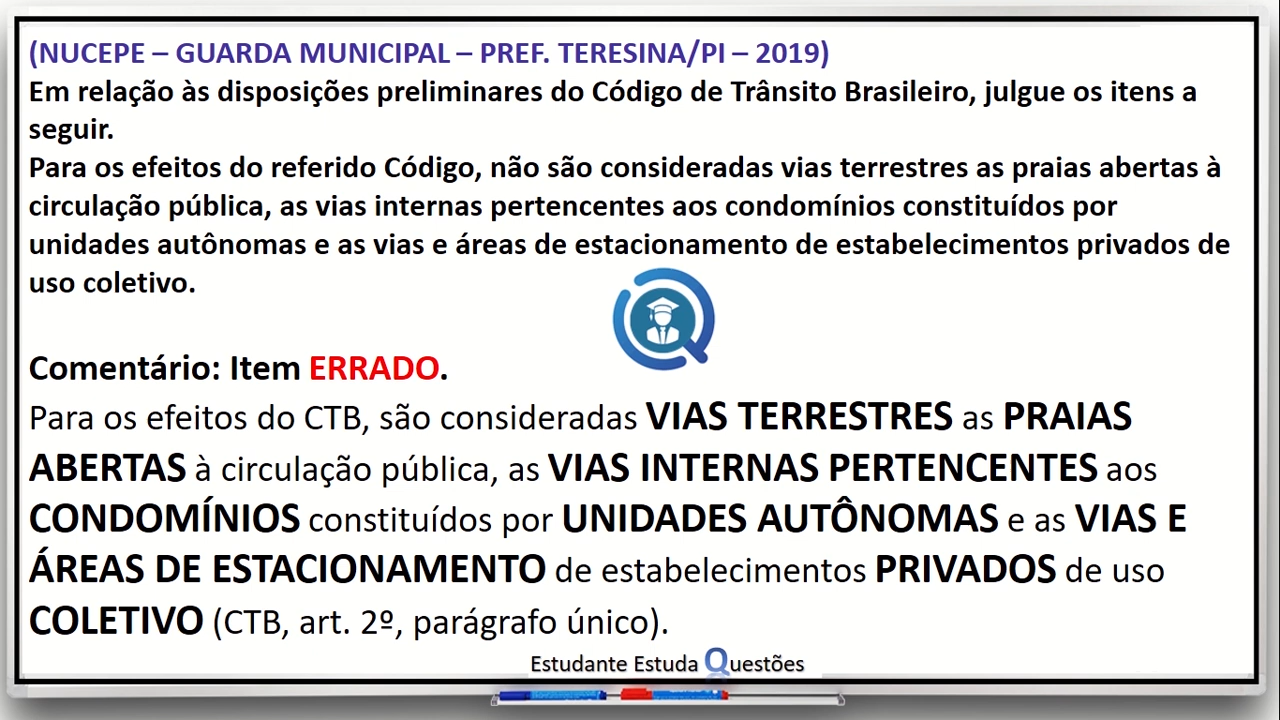 (NUCEPE – GUARDA MUNICIPAL – PREF. TERESINA/PI – 2019)
Em relação às disposições preliminares do Código de Trânsito Brasileiro, julgue os itens a
seguir.
Para os efeitos do referido Código, não são consideradas vias terrestres as praias abertas à
circulação pública, as vias internas pertencentes aos condomínios constituídos por
unidades autônomas e as vias e áreas de estacionamento de estabelecimentos privados de
uso coletivo.
Comentário: Item ERRADO.
Para os efeitos do CTB, são consideradas VIAS TERRESTRES as PRAIAS
ABERTAS à circulação pública, as VIAS INTERNAS PERTENCENTES aos
CONDOMÍNIOS constituídos por UNIDADES AUTÔNOMAS e as VIAS E
ÁREAS DE ESTACIONAMENTO de estabelecimentos PRIVADOS de uso
COLETIVO (CTB, art. 2º, parágrafo único).
Estudante Estuda Questões